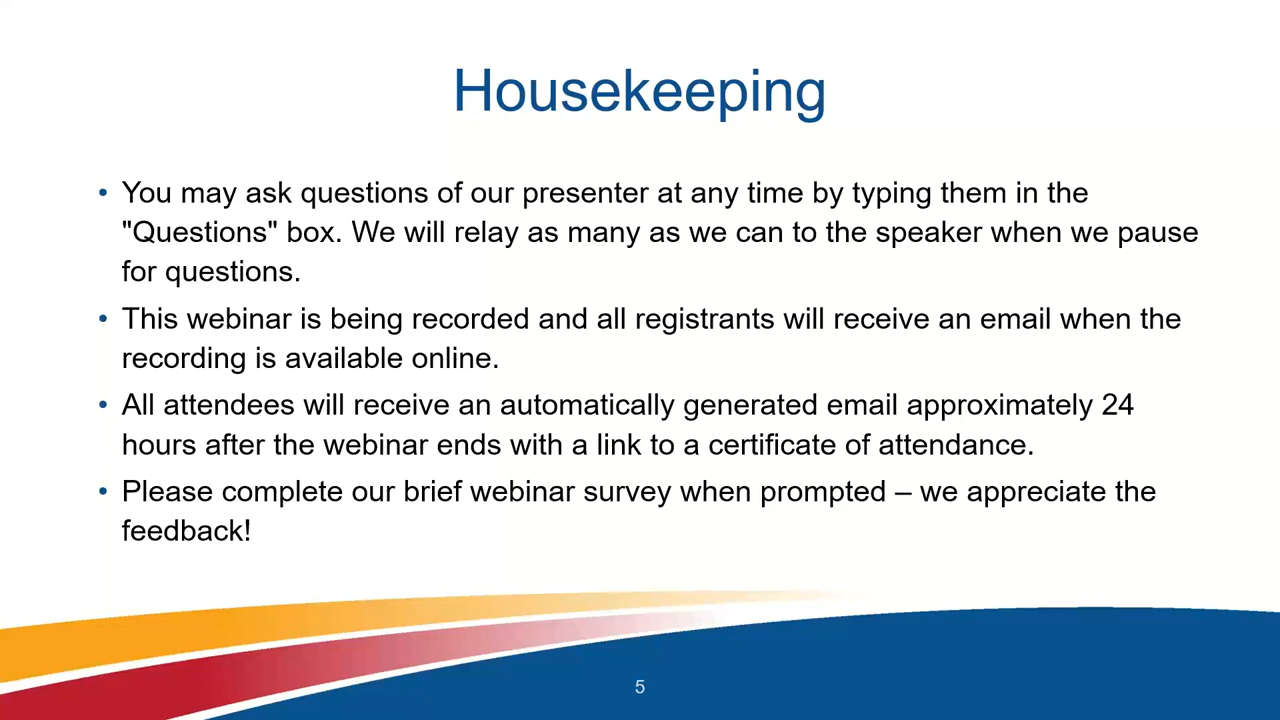 Housekeeping
• You may ask questions of our presenter at any time by typing them in the
"Questions" box. We will relay as many as we can to the speaker when we pause
for questions.
• This webinar is being recorded and all registrants will receive an email when the
recording is available online.
• All attendees will receive an automatically generated email approximately 24
hours after the webinar ends with a link to a certificate of attendance.
• Please complete our brief webinar survey when prompted – we appreciate the
feedback!
5